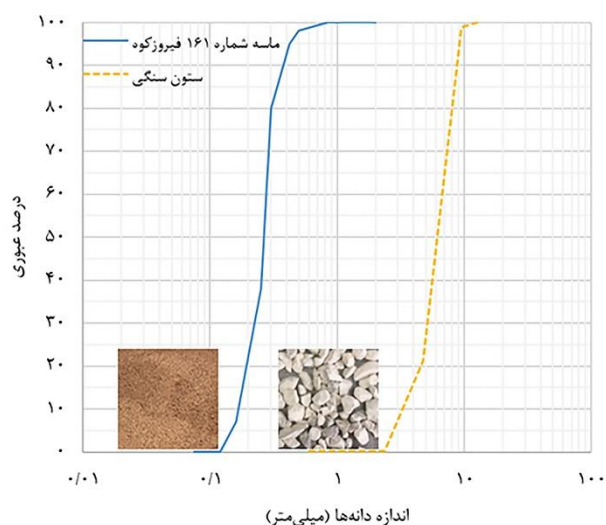 ماسه شماره ۱۶۱ فیروزکوه
ستون سنگی
درصد عبوری
۱۰۰
۹۰
۸۰
۷۰
۶۰
۵۰
۴۰
۳۰
۲۰
۱۰
۰
۰/۰۱ ۰/۱ ۱ ۱۰ ۱۰۰
اندازه دانه‌ها (میلی‌متر)